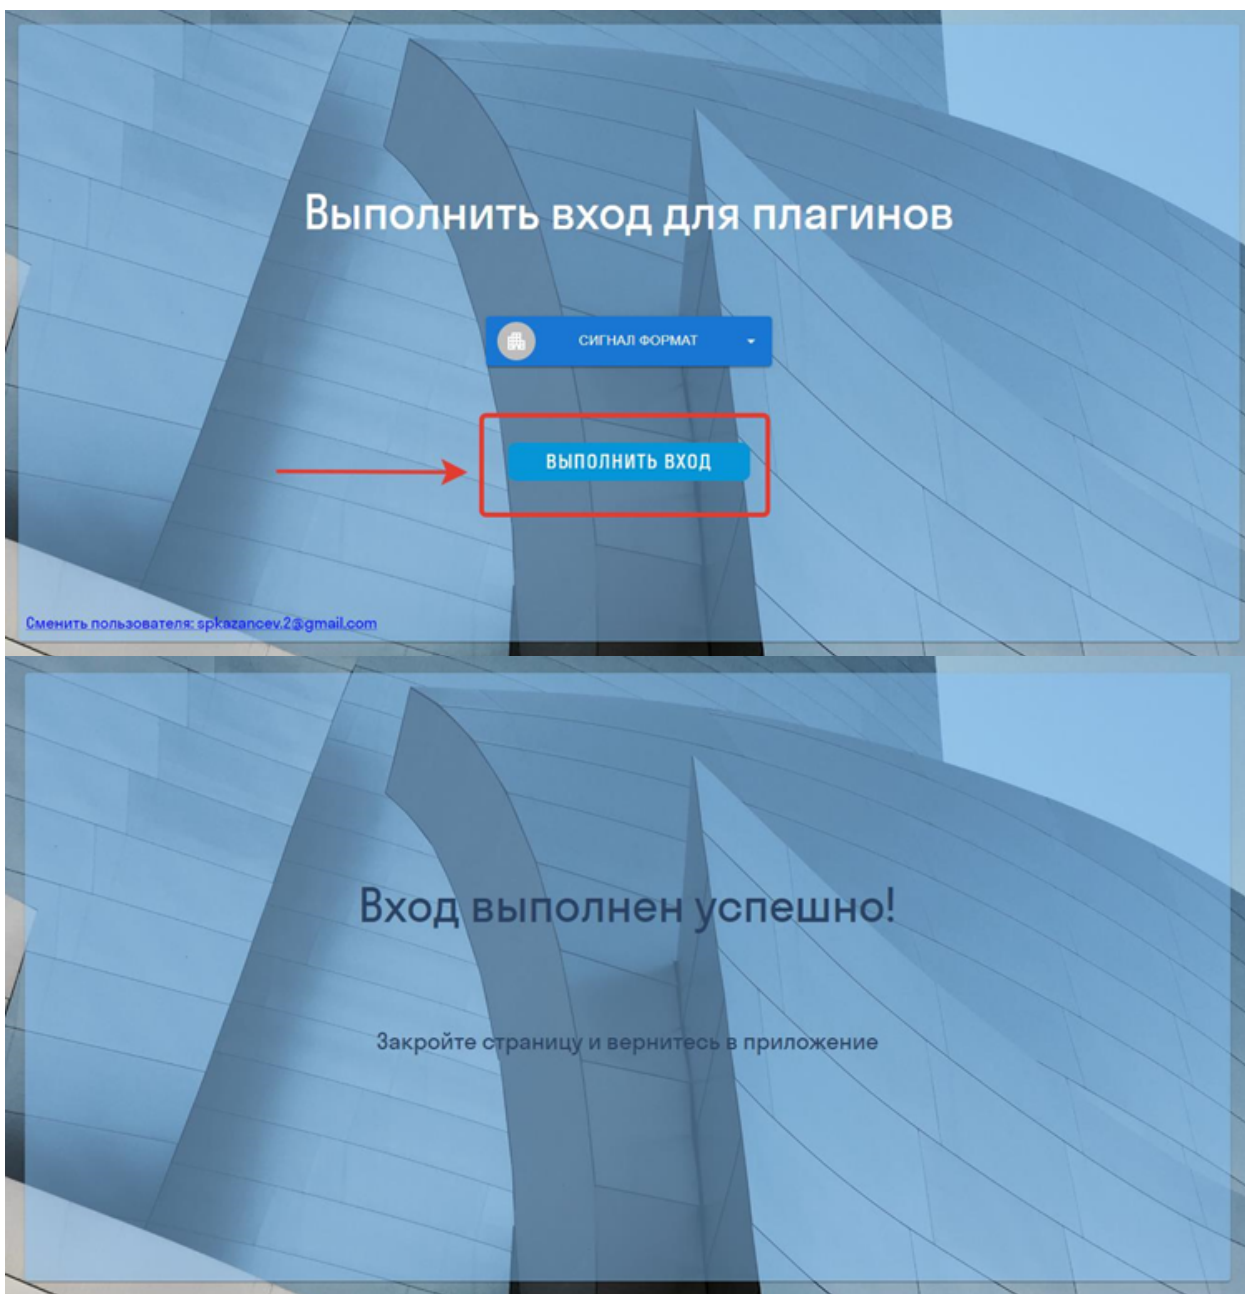 Выполнить вход для плагинов
СИГНАЛ ФОРМАТ
ВЫПОЛНИТЬ ВХОД
Сменить пользователя: spkazancev.2@gmail.com
Вход выполнен успешно!
Закройте страницу и вернитесь в приложение